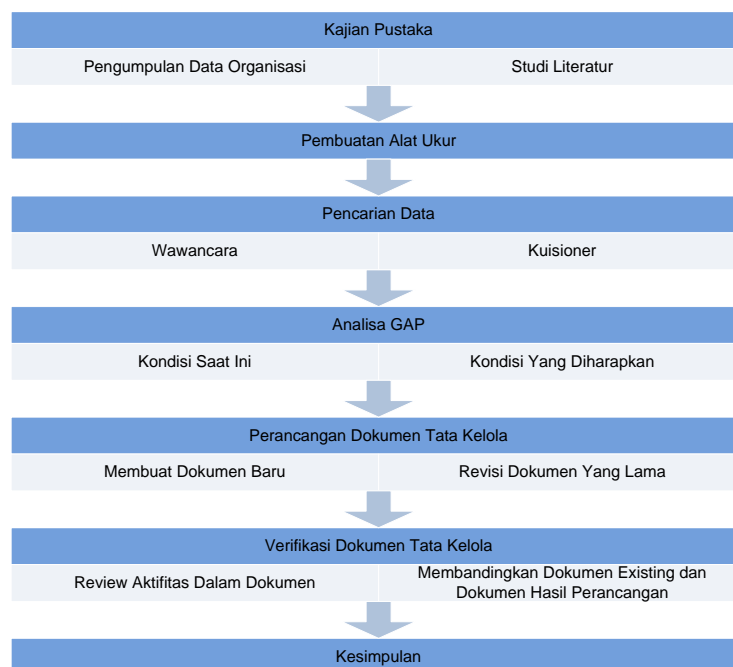 Kajian Pustaka
Pengumpulan Data Organisasi
Studi Literatur
Pembuatan Alat Ukur
Pencarian Data
Wawancara
Kuisioner
Analisa GAP
Kondisi Saat Ini
Kondisi Yang Diharapkan
Perancangan Dokumen Tata Kelola
Membuat Dokumen Baru
Revisi Dokumen Yang Lama
Verifikasi Dokumen Tata Kelola
Review Aktifitas Dalam Dokumen
Membandingkan Dokumen Existing dan
Dokumen Hasil Perancangan
Kesimpulan